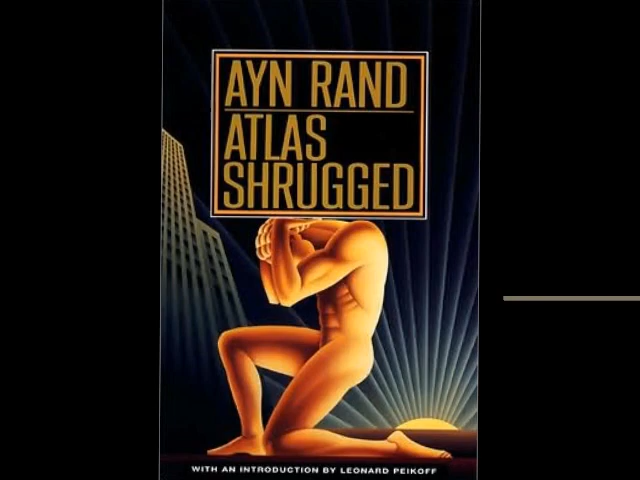 AYN RAND
ATLAS
SHRUGGED
WITH AN INTRODUCTION BY LEONARD PEIKOFF